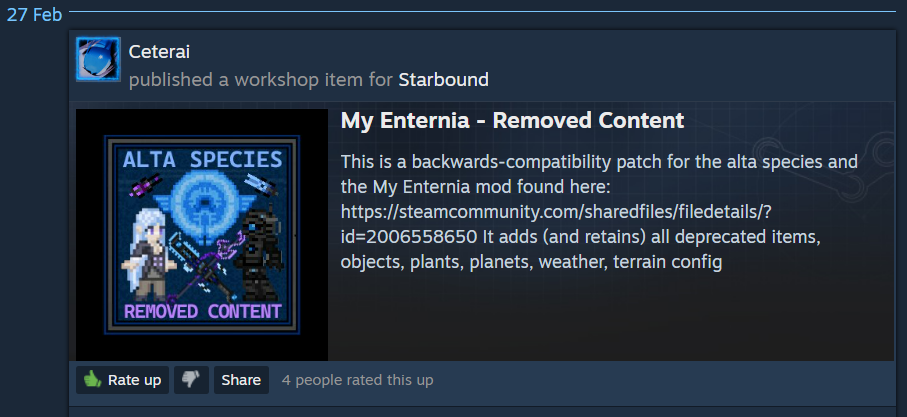 27 Feb
Ceterai
published a workshop item for Starbound
ALTA SPECIES
REMOVED CONTENT
My Enternia - Removed Content
This is a backwards-compatibility patch for the alta species and
the My Enternia mod found here:
https://steamcommunity.com/sharedfiles/filedetails/?
id=2006558650 It adds (and retains) all deprecated items,
objects, plants, planets, weather, terrain config
Rate up
Share
4 people rated this up